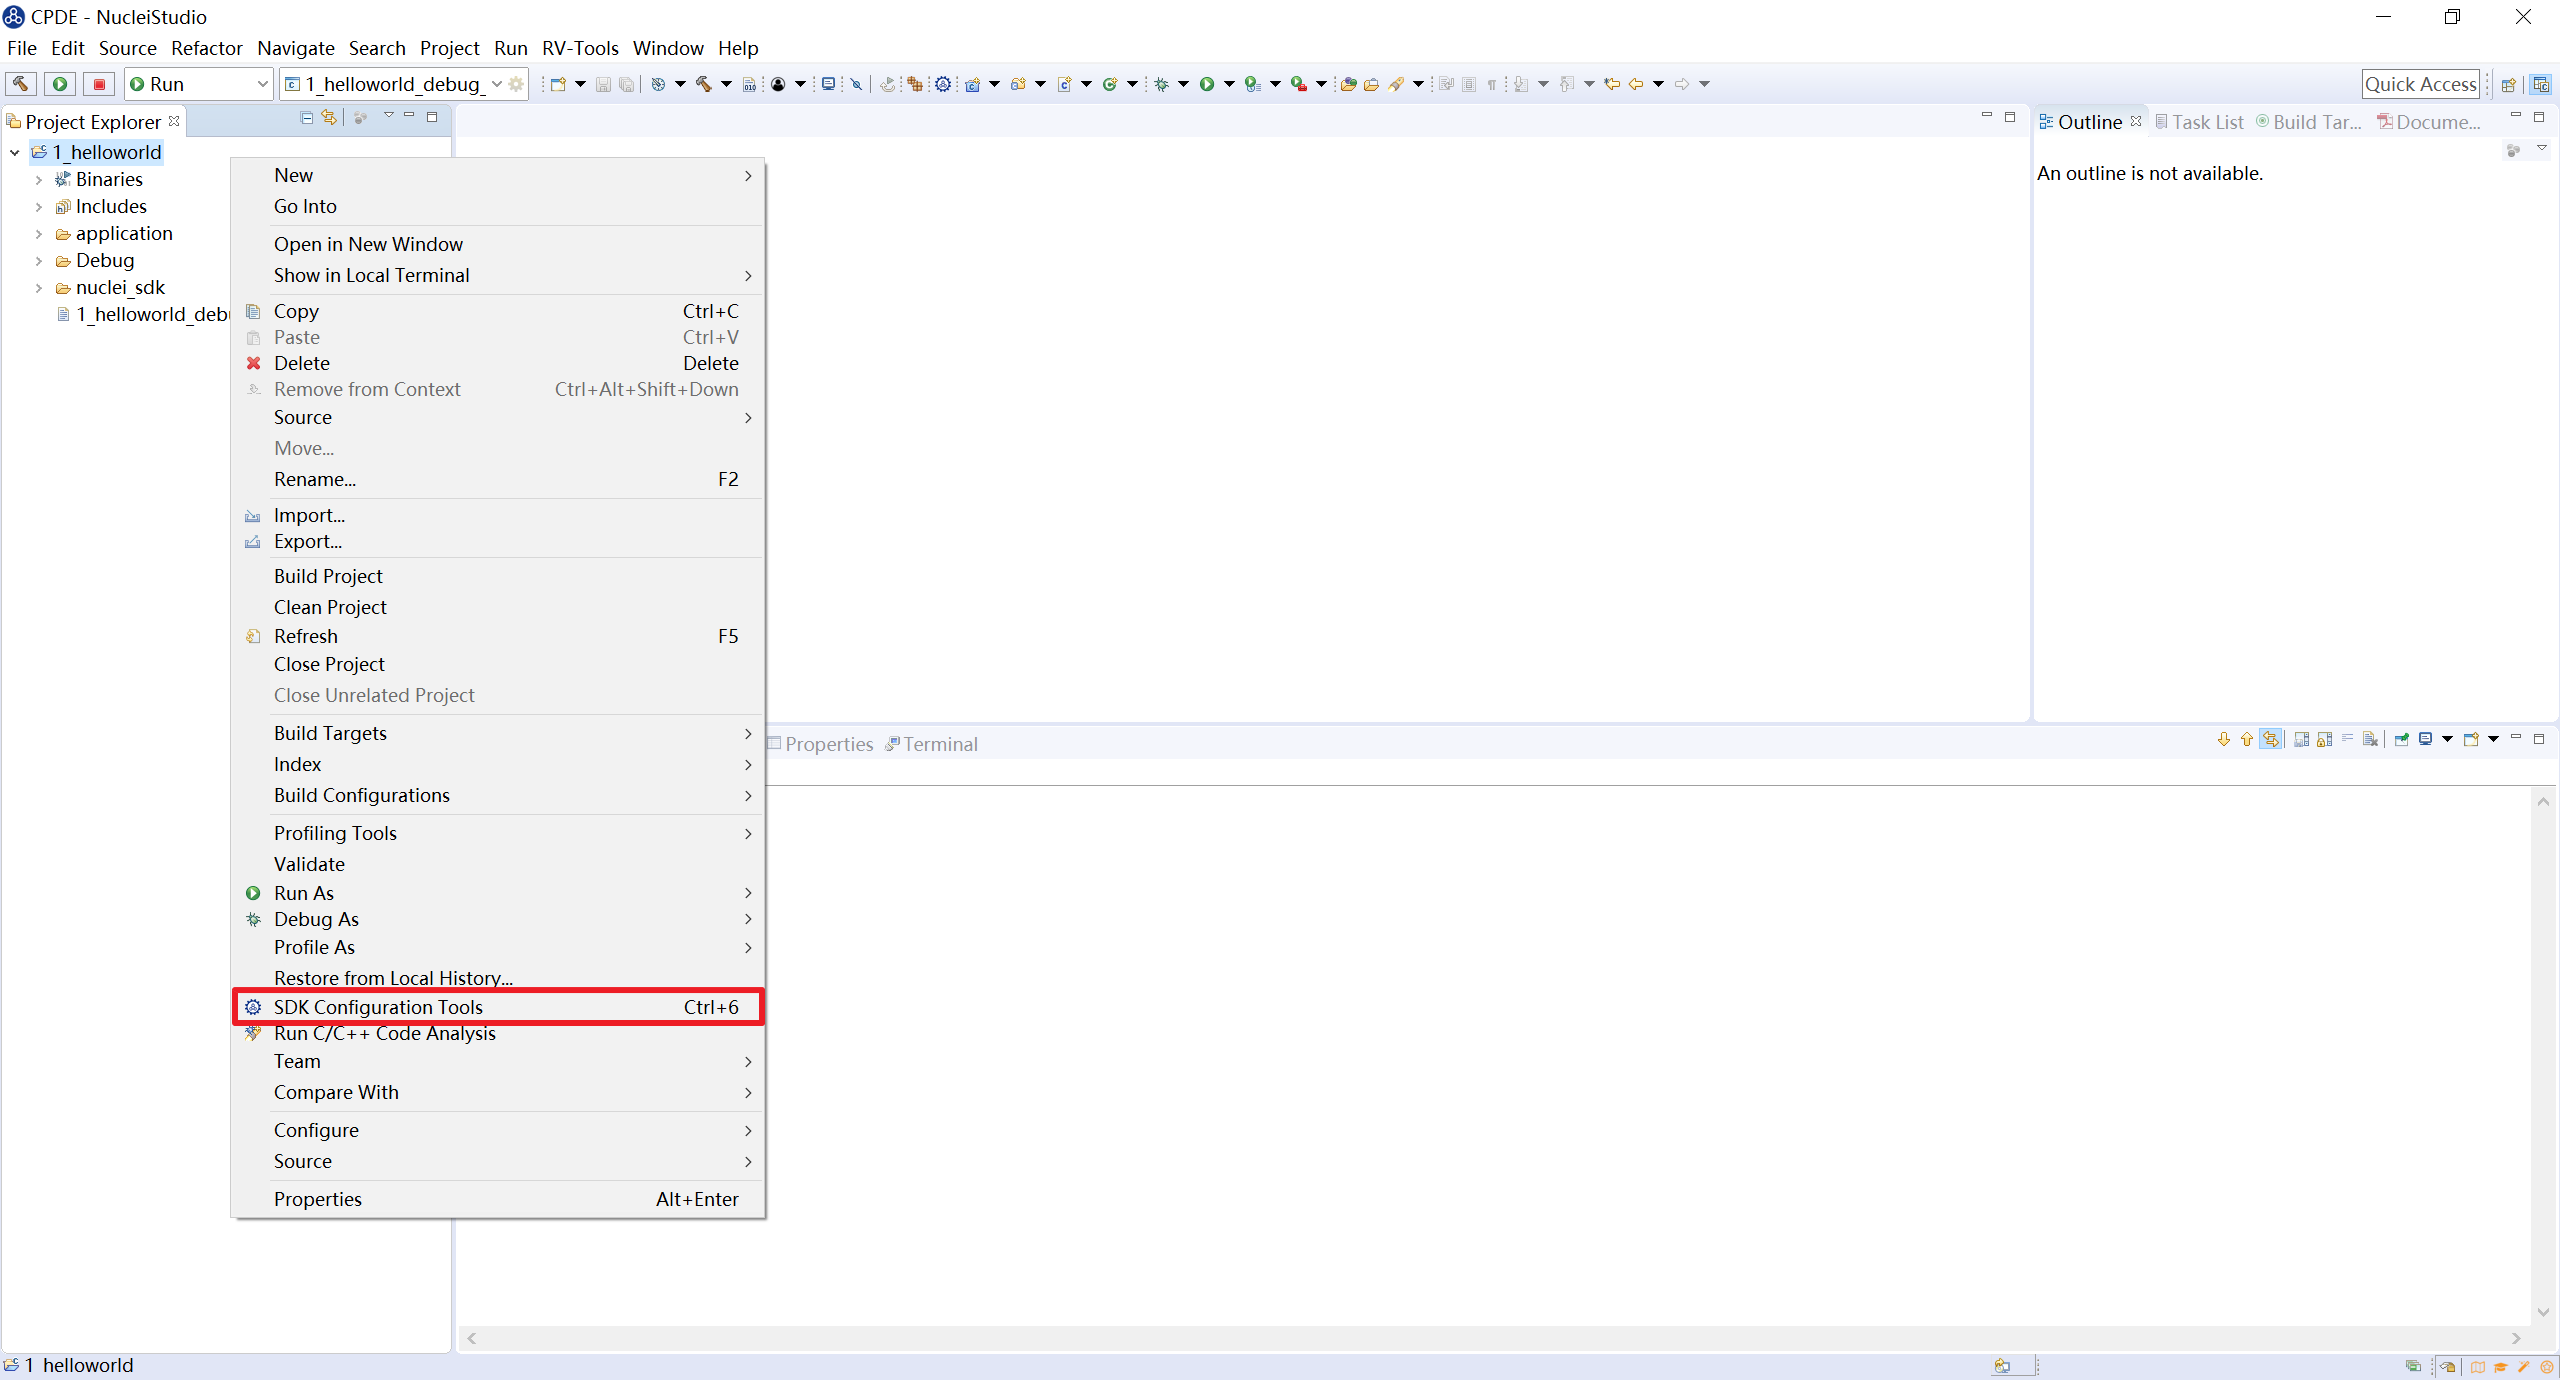 CPDE - NucleiStudio
File Edit Source Refactor Navigate Search Project Run RV-Tools Window Help
Run 1_helloworld_debug_ Quick Access
Project Explorer
1_helloworld
Binaries
Includes
application
Debug
nuclei_sdk
1_helloworld_deb
New
Go Into
Open in New Window
Show in Local Terminal
Copy Ctrl+C
Paste Ctrl+V
Delete Delete
Remove from Context Ctrl+Alt+Shift+Down
Source
Move...
Rename... F2
Import...
Export...
Build Project
Clean Project
Refresh F5
Close Project
Close Unrelated Project
Build Targets
Index
Build Configurations
Profiling Tools
Validate
Run As
Debug As
Profile As
Restore from Local History...
SDK Configuration Tools Ctrl+6
Run C/C++ Code Analysis
Team
Compare With
Configure
Source
Properties Alt+Enter
Outline Task List Build Tar... Docume...
An outline is not available.
Properties Terminal
1_helloworld